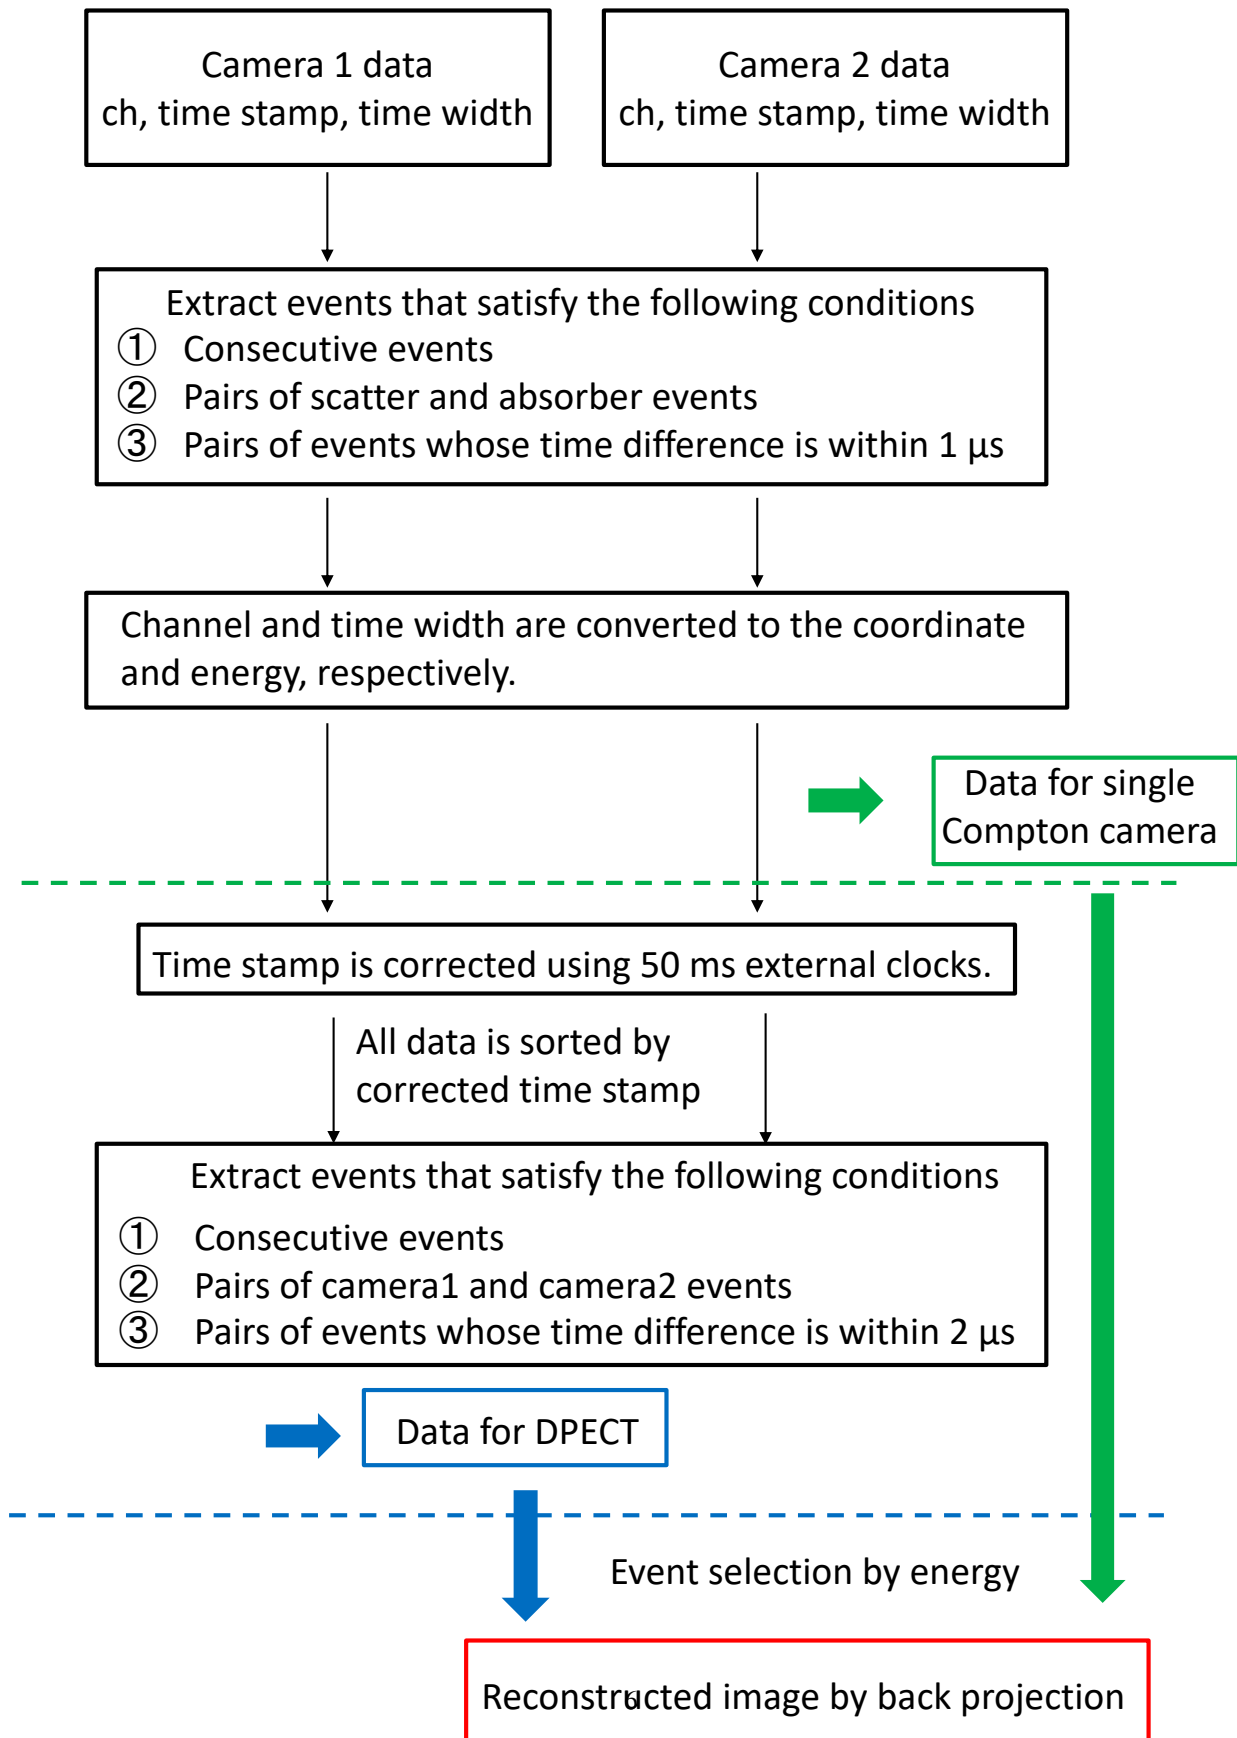 Camera 1 data
ch, time stamp, time width
Camera 2 data
ch, time stamp, time width
Extract events that satisfy the following conditions
① Consecutive events
② Pairs of scatter and absorber events
③ Pairs of events whose time difference is within 1 μs
Channel and time width are converted to the coordinate
and energy, respectively.
Data for single
Compton camera
Time stamp is corrected using 50 ms external clocks.
All data is sorted by
corrected time stamp
Extract events that satisfy the following conditions
① Consecutive events
② Pairs of camera1 and camera2 events
③ Pairs of events whose time difference is within 2 μs
Data for DPECT
Event selection by energy
Reconstructed image by back projection
6